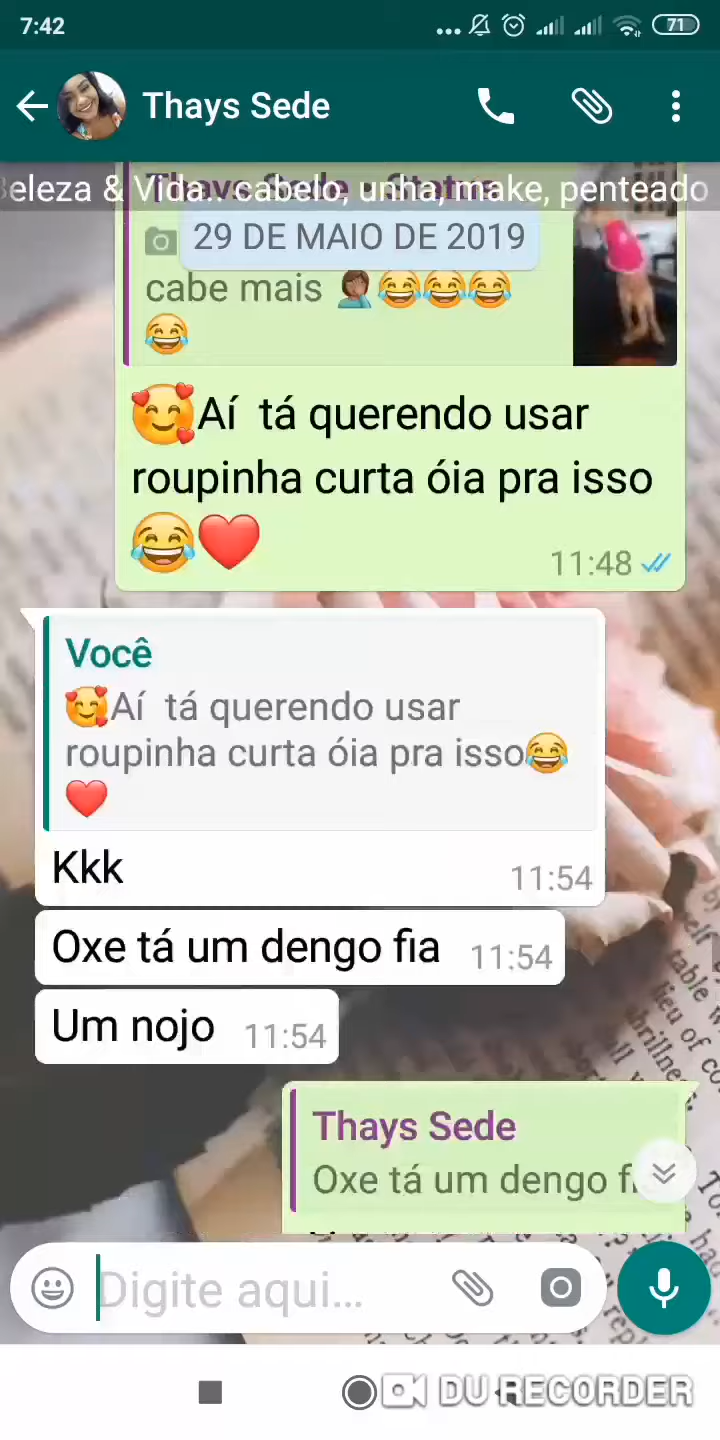 7:42
71
Thays Sede
eleza & Vida.. cabelo, unha, make, penteado
Thays Sede · Status
29 DE MAIO DE 2019
cabe mais 🤦🏽‍♀️😂😂😂
😂
🥰Aí tá querendo usar
roupinha curta óia pra isso
😂❤️
11:48
Você
🥰Aí tá querendo usar
roupinha curta óia pra isso😂
❤️
Kkk 11:54
Oxe tá um dengo fia 11:54
Um nojo 11:54
Thays Sede
Oxe tá um dengo f
Digite aqui...
DU RECORDER